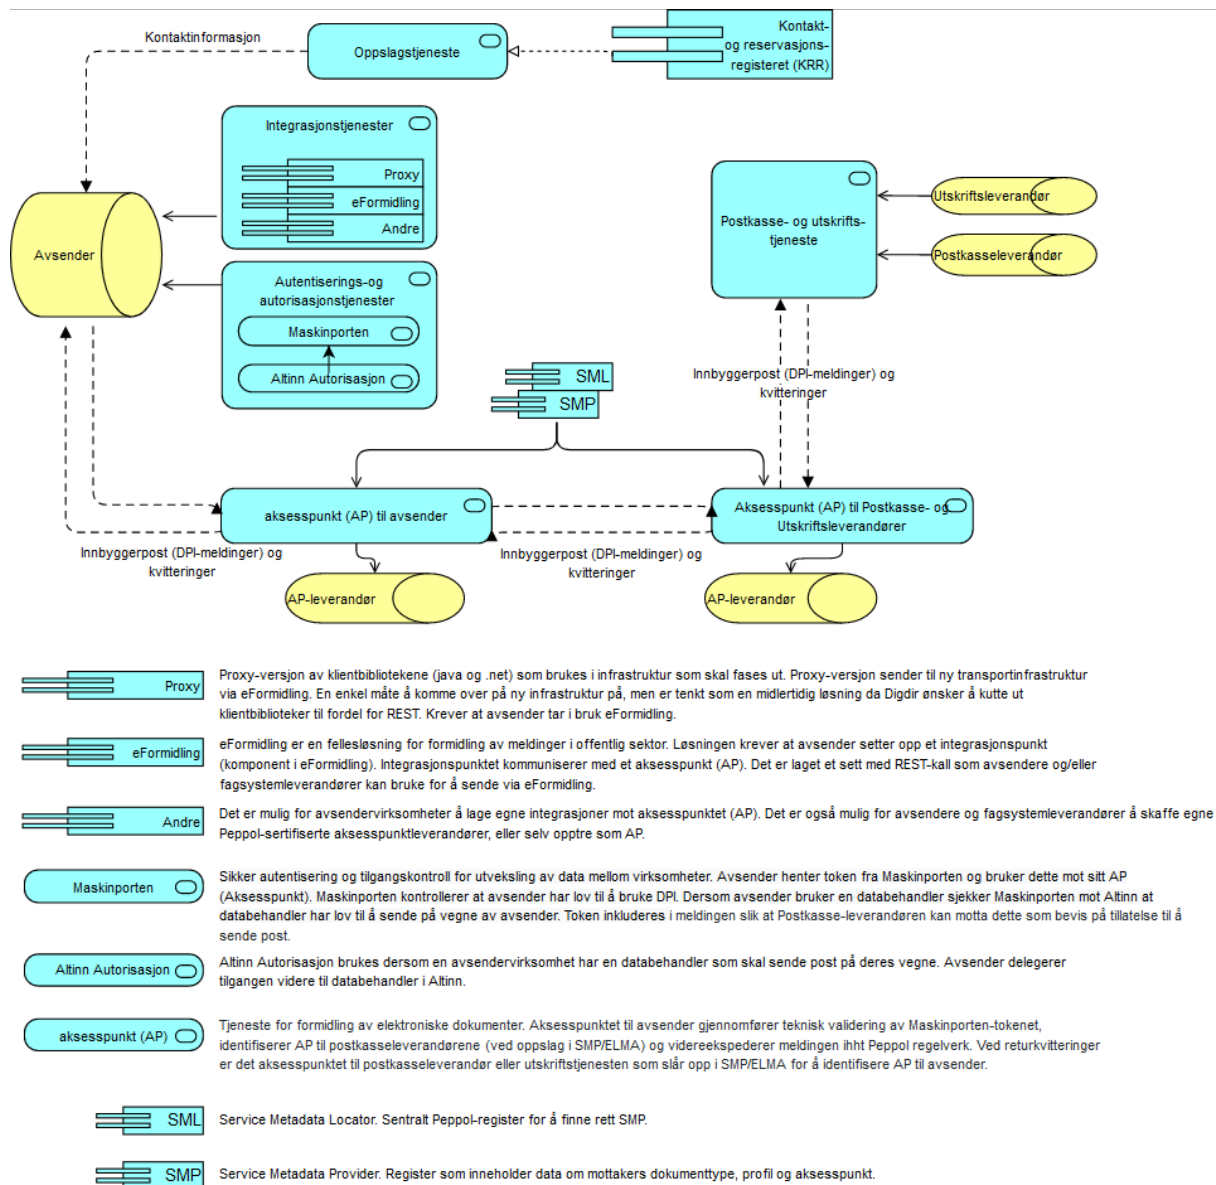 Kontaktinformasjon
Oppslagstjeneste
Kontakt-
og reservasjons-
registeret (KRR)
Integrasjonstjenester
Proxy
eFormidling
Andre
Avsender
Autentiserings-og
autorisasjonstjenester
Maskinporten
Altinn Autorisasjon
Postkasse- og utskrifts-
tjeneste
Utskriftsleverandør
Postkasseleverandør
SML
SMP
Innbyggerpost (DPI-meldinger) og
kvitteringer
aksesspunkt (AP) til avsender
Aksesspunkt (AP) til Postkasse- og
Utskriftsleverandører
Innbyggerpost (DPI-meldinger) og
kvitteringer
Innbyggerpost (DPI-meldinger) og
kvitteringer
AP-leverandør
AP-leverandør
Proxy
Proxy-versjon av klientbibliotekene (java og .net) som brukes i infrastruktur som skal fases ut. Proxy-versjon sender til ny transportinfrastruktur
via eFormidling. En enkel måte å komme over på ny infrastruktur på, men er tenkt som en midlertidig løsning da Digdir ønsker å kutte ut
klientbiblioteker til fordel for REST. Krever at avsender tar i bruk eFormidling.
eFormidling
eFormidling er en fellesløsning for formidling av meldinger i offentlig sektor. Løsningen krever at avsender setter opp et integrasjonspunkt
(komponent i eFormidling). Integrasjonspunktet kommuniserer med et aksesspunkt (AP). Det er laget et sett med REST-kall som avsendere og/eller
fagsystemleverandører kan bruke for å sende via eFormidling.
Andre
Det er mulig for avsendervirksomheter å lage egne integrasjoner mot aksesspunktet (AP). Det er også mulig for avsendere og fagsystemleverandører å skaffe egne
Peppol-sertifiserte aksesspunktleverandører, eller selv opptre som AP.
Maskinporten
Sikker autentisering og tilgangskontroll for utveksling av data mellom virksomheter. Avsender henter token fra Maskinporten og bruker dette mot sitt AP
(Aksesspunkt). Maskinporten kontrollerer at avsender har lov til å bruke DPI. Dersom avsender bruker en databehandler sjekker Maskinporten mot Altinn at
databehandler har lov til å sende på vegne av avsender. Token inkluderes i meldingen slik at Postkasse-leverandøren kan motta dette som bevis på tillatelse til å
sende post.
Altinn Autorisasjon
Altinn Autorisasjon brukes dersom en avsendervirksomhet har en databehandler som skal sende post på deres vegne. Avsender delegerer
tilgangen videre til databehandler i Altinn.
aksesspunkt (AP)
Tjeneste for formidling av elektroniske dokumenter. Aksesspunktet til avsender gjennomfører teknisk validering av Maskinporten-tokenet,
identifiserer AP til postkasseleverandørene (ved oppslag i SMP/ELMA) og videreekspederer meldingen ihht Peppol regelverk. Ved returkvitteringer
er det aksesspunktet til postkasseleverandør eller utskriftstjenesten som slår opp i SMP/ELMA for å identifisere AP til avsender.
SML
Service Metadata Locator. Sentralt Peppol-register for å finne rett SMP.
SMP
Service Metadata Provider. Register som inneholder data om mottakers dokumenttype, profil og aksesspunkt.